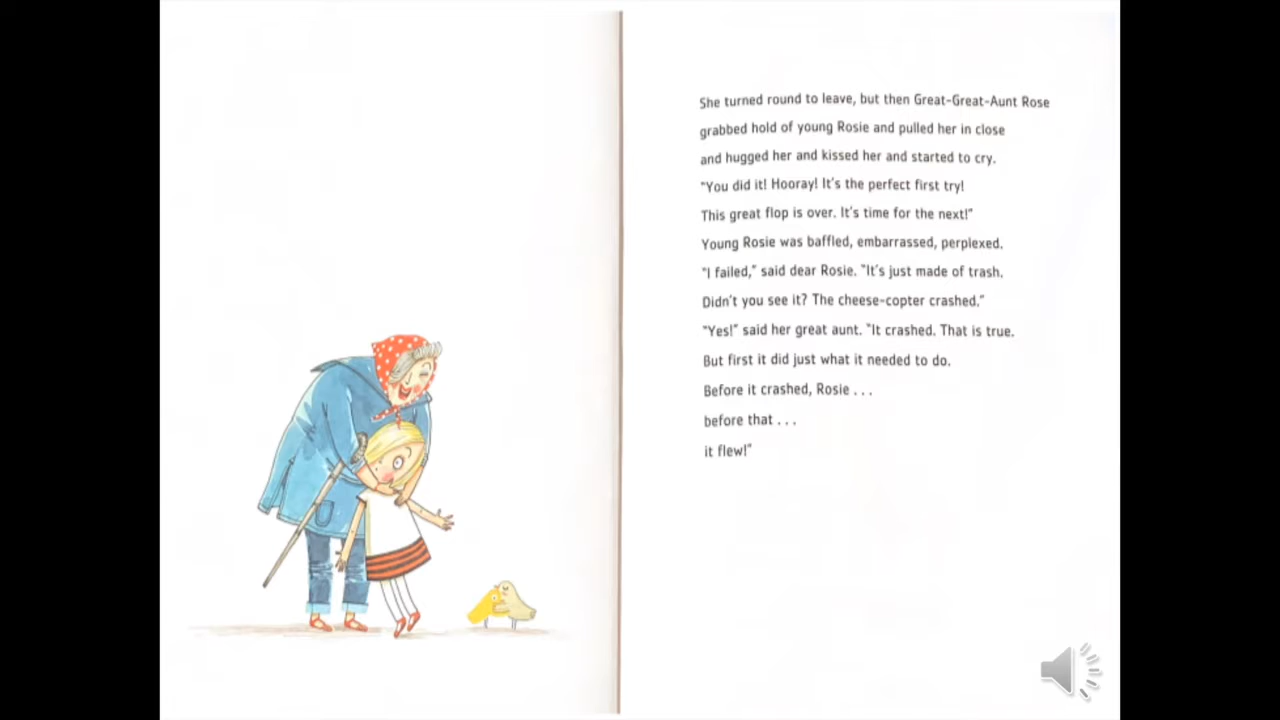 She turned round to leave, but then Great-Great-Aunt Rose
grabbed hold of young Rosie and pulled her in close
and hugged her and kissed her and started to cry.
"You did it! Hooray! It's the perfect first try!
This great flop is over. It's time for the next!"
Young Rosie was baffled, embarrassed, perplexed.
"I failed," said dear Rosie. "It's just made of trash.
Didn't you see it? The cheese-copter crashed."
"Yes!" said her great aunt. "It crashed. That is true.
But first it did just what it needed to do.
Before it crashed, Rosie . . .
before that . . .
it flew!"